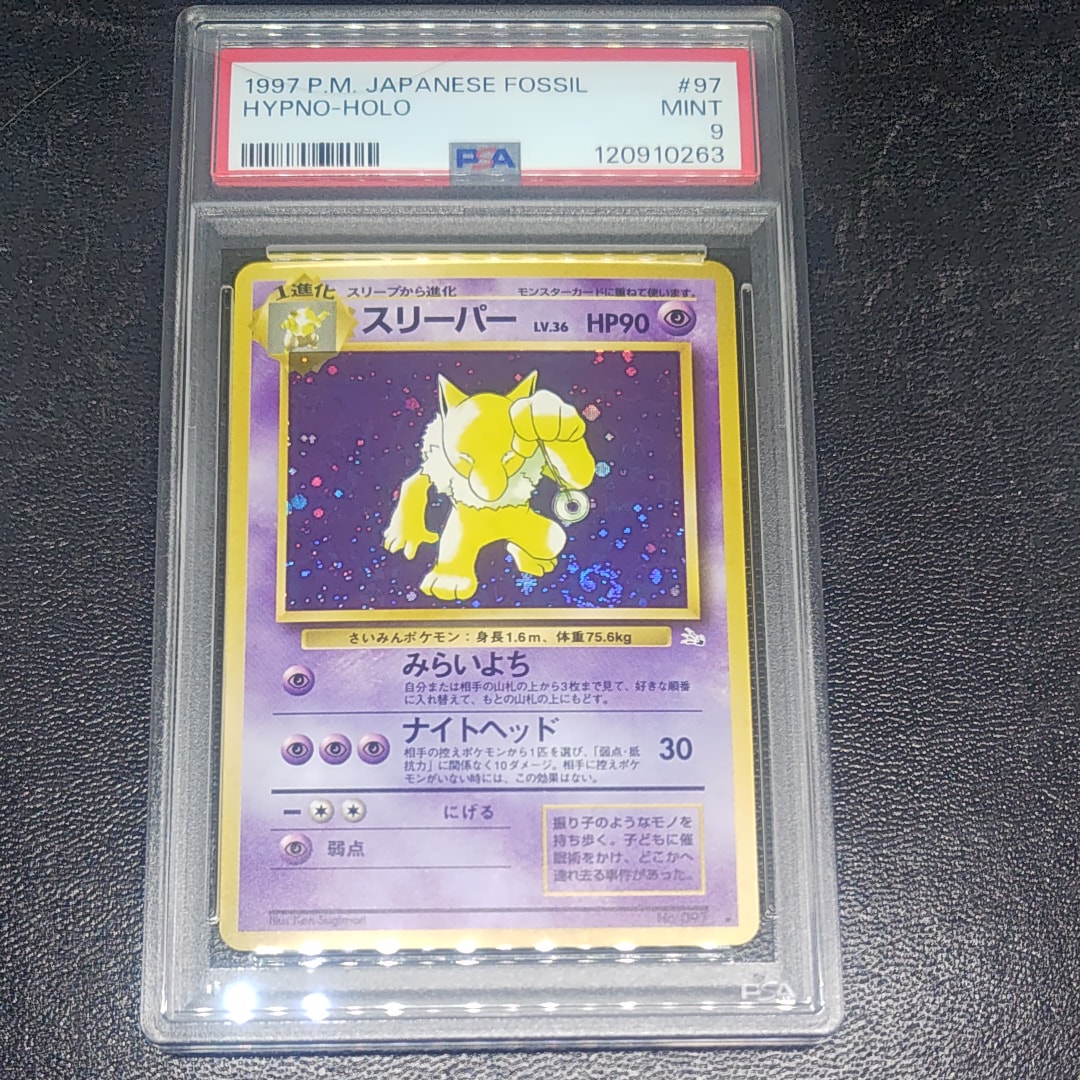 1997 P.M. JAPANESE FOSSIL #97
HYPNO-HOLO MINT
9
PSA 120910263
1進化 スリープから進化 モンスターカードに重ねて使います。
スリーパー LV.36 HP90
さいみんポケモン：身長1.6m、体重75.6kg
みらいよち
自分または相手の山札の上から3枚まで見て、好きな順番
に入れ替えて、もとの山札の上にもどす。
ナイトヘッド 30
相手の控えポケモンから1匹を選び、「弱点・抵
抗力」に関係なく10ダメージ。相手に控えポケ
モンがいない時には、この効果はない。
ー にげる
弱点
振り子のようなモノを
持ち歩く。子どもに催
眠術をかけ、どこかへ
連れ去る事件があった。
Illus. Ken Sugimori No.097
PSA